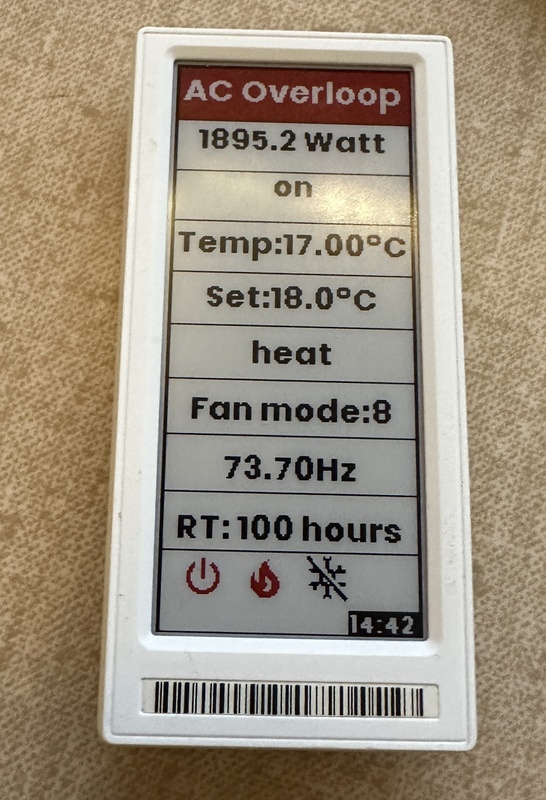 AC Overloop
1895.2 Watt
on
Temp:17.00°C
Set:18.0°C
heat
Fan mode:8
73.70Hz
RT: 100 hours
14:42